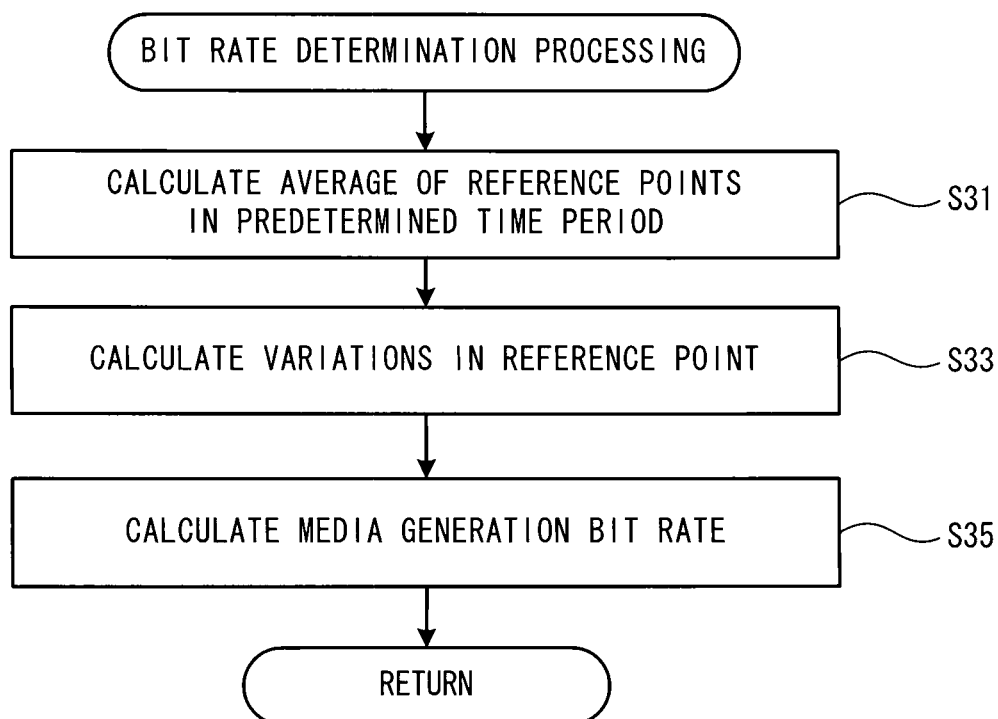 BIT RATE DETERMINATION PROCESSING
CALCULATE AVERAGE OF REFERENCE POINTS
IN PREDETERMINED TIME PERIOD
S31
CALCULATE VARIATIONS IN REFERENCE POINT
S33
CALCULATE MEDIA GENERATION BIT RATE
S35
RETURN